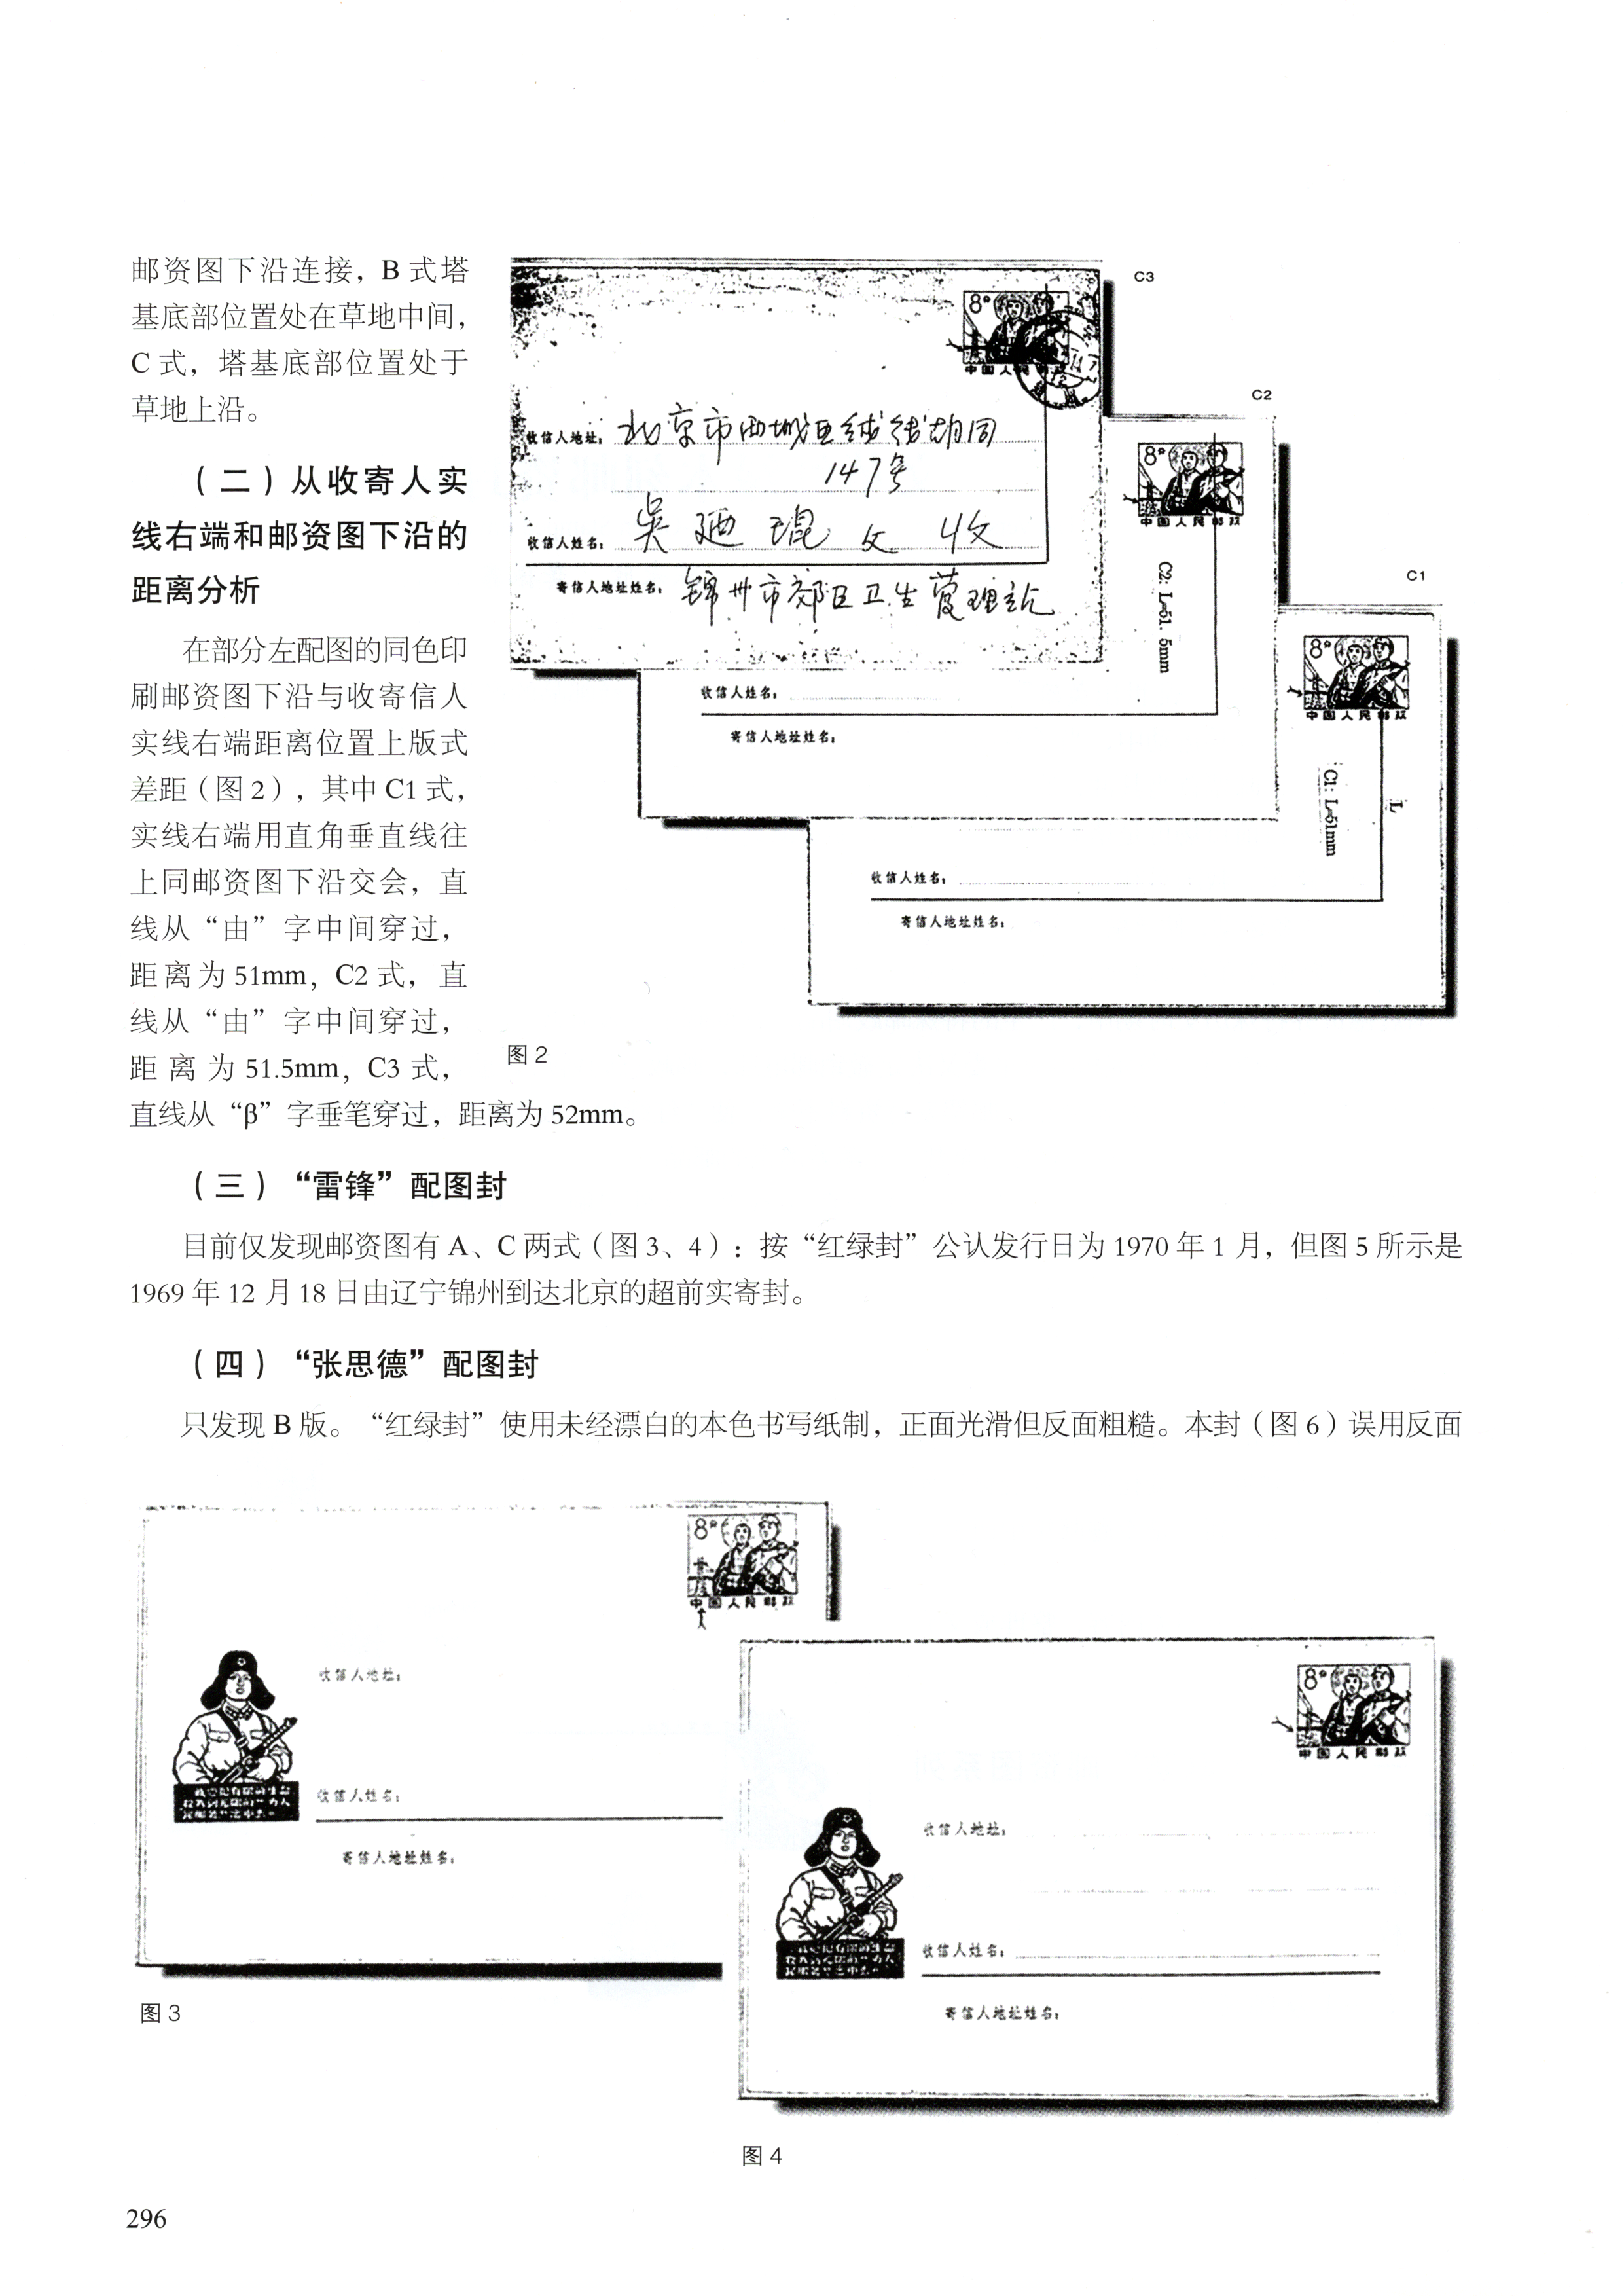 邮资图下沿连接，B 式塔
基底部位置处在草地中间，
C 式，塔基底部位置处于
草地上沿。
（二）从收寄人实
线右端和邮资图下沿的
距离分析
在部分左配图的同色印
刷邮资图下沿与收寄信人
实线右端距离位置上版式
差距（图 2），其中 C1 式，
实线右端用直角垂直线往
上同邮资图下沿交会，直
线从“由”字中间穿过，
距离为 51mm，C2 式，直
线从“由”字中间穿过，
距离为 51.5mm，C3 式，
直线从“β”字垂笔穿过，距离为 52mm。
C3
8
中国人民
收信人地址：北京市西城区绒线胡同
147号
收信人姓名：吴廼琨 女 收
寄信人地址姓名：锦州市郊区卫生管理站
C2
8
中国人民邮政
C2: L=51.5mm
收信人姓名：
寄信人地址姓名：
C1
8
中国人民邮政
C1: L=51mm
L
收信人姓名：
寄信人地址姓名：
图 2
（三）“雷锋”配图封
目前仅发现邮资图有 A、C 两式（图 3、4）：按“红绿封”公认发行日为 1970 年 1 月，但图 5 所示是
1969 年 12 月 18 日由辽宁锦州到达北京的超前实寄封。
（四）“张思德”配图封
只发现 B 版。“红绿封”使用未经漂白的本色书写纸制，正面光滑但反面粗糙。本封（图 6）误用反面
8
中国人民邮政
收信人地址：
收信人姓名：
寄信人地址姓名：
图 3
8
中国人民邮政
收信人地址：
收信人姓名：
寄信人地址姓名：
图 4
296